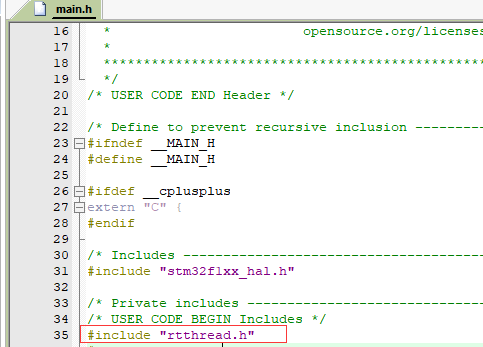 main.h
16 * opensource.org/licenses
17 *
18 ****************************************************
19 */
20 /* USER CODE END Header */
21
22 /* Define to prevent recursive inclusion ---------
23 #ifndef __MAIN_H
24 #define __MAIN_H
25
26 #ifdef __cplusplus
27 extern "C" {
28 #endif
29
30 /* Includes --------------------------------------
31 #include "stm32f1xx_hal.h"
32
33 /* Private includes ------------------------------
34 /* USER CODE BEGIN Includes */
35 #include "rtthread.h"